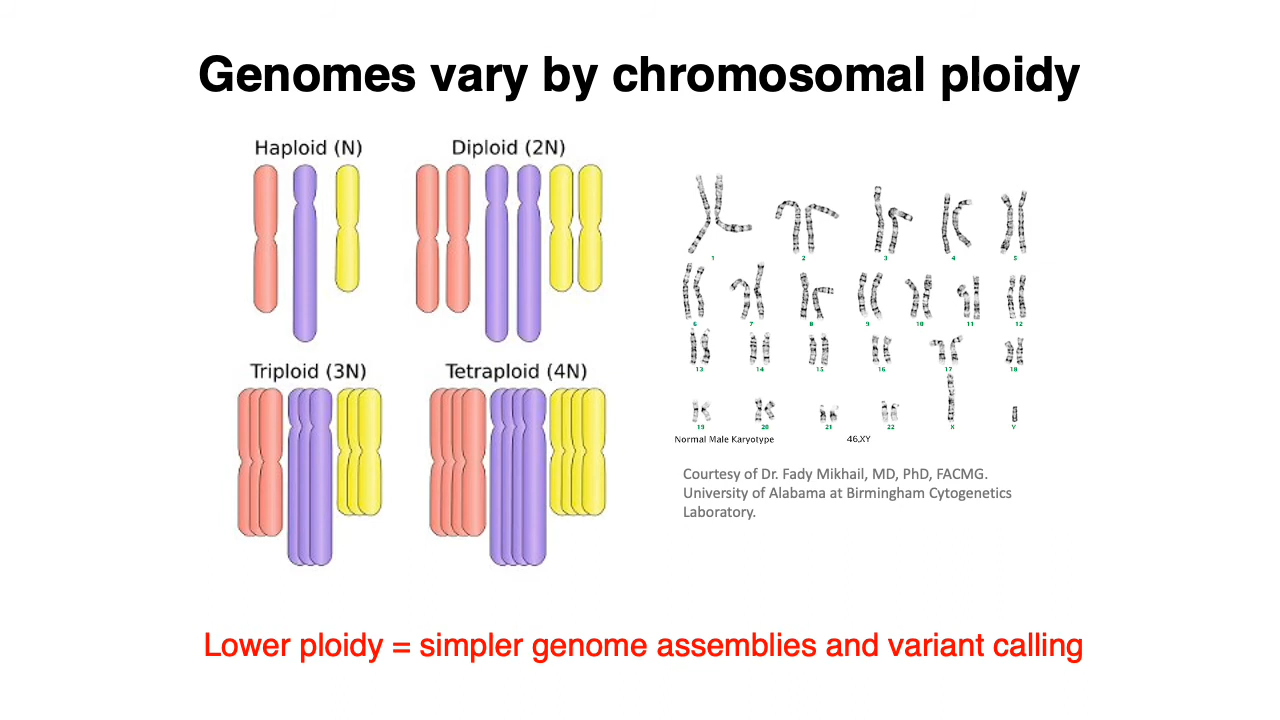 Genomes vary by chromosomal ploidy
Haploid (N)
Diploid (2N)
Triploid (3N)
Tetraploid (4N)
1 2 3 4 5
6 7 8 9 10 11 12
13 14 15 16 17 18
19 20 21 22 X Y
Normal Male Karyotype 46,XY
Courtesy of Dr. Fady Mikhail, MD, PhD, FACMG.
University of Alabama at Birmingham Cytogenetics
Laboratory.
Lower ploidy = simpler genome assemblies and variant calling